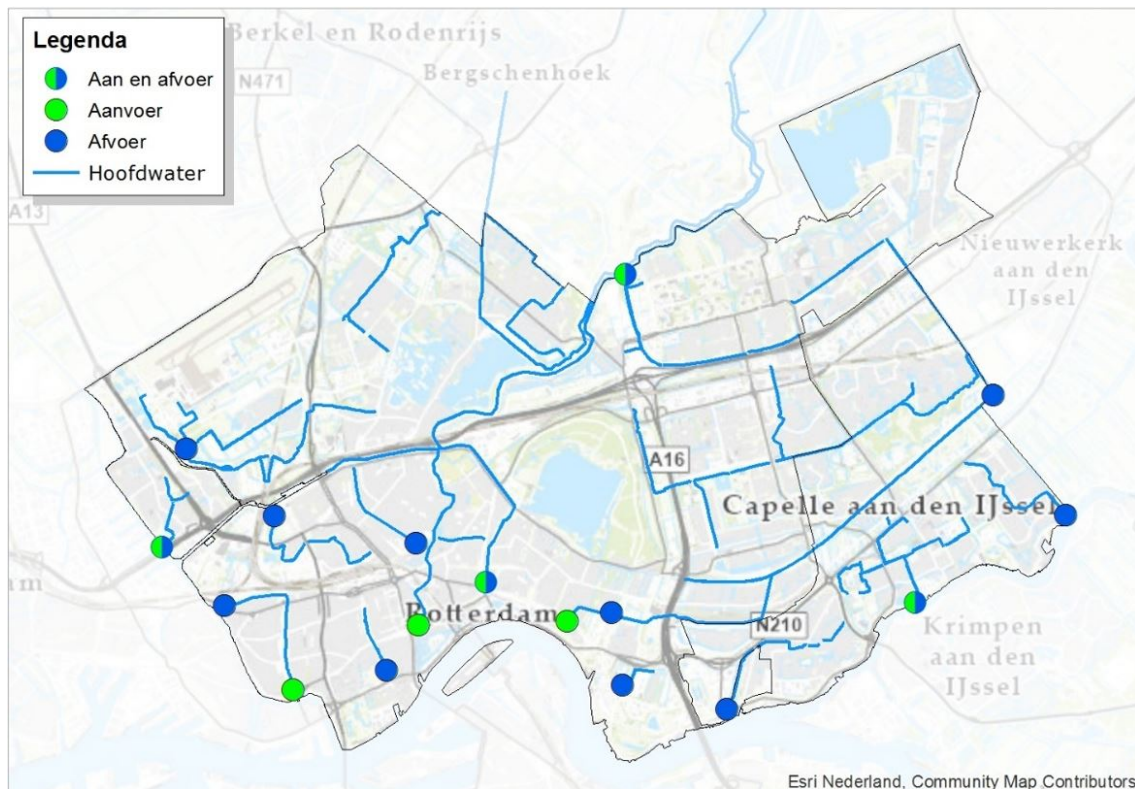 Legenda
Aan en afvoer
Aanvoer
Afvoer
Hoofdwater
Berkel en Rodenrijs
N471
Bergschenhoek
A13
Nieuwerkerk
aan den
IJssel
A16
Capelle aan den IJssel
am
Rotterdam
N210
Krimpen
aan den
IJssel
Esri Nederland, Community Map Contributors